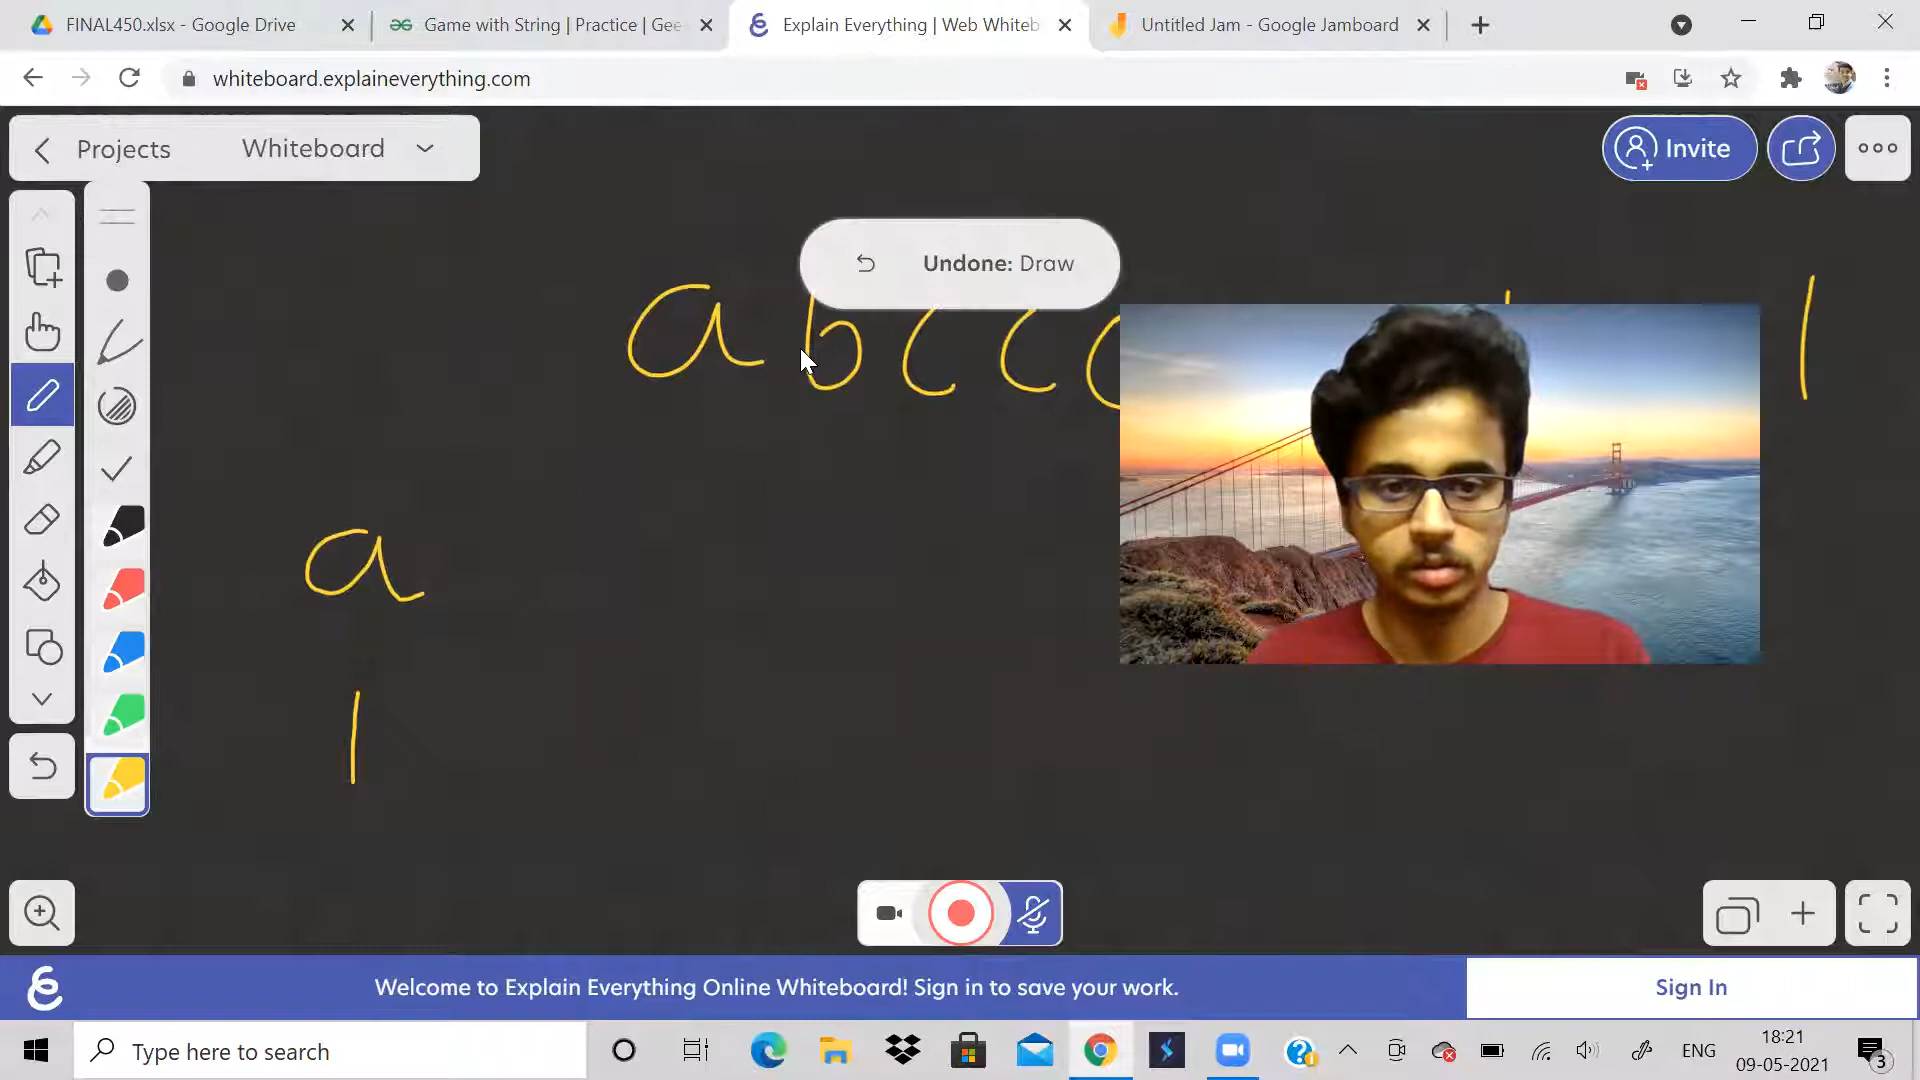 FINAL450.xlsx - Google Drive
Game with String | Practice | Gee
Explain Everything | Web Whiteb
Untitled Jam - Google Jamboard
whiteboard.explaineverything.com
Projects
Whiteboard
Invite
Undone: Draw
a b c c
a
1
Welcome to Explain Everything Online Whiteboard! Sign in to save your work.
Sign In
Type here to search
ENG
18:21
09-05-2021
3